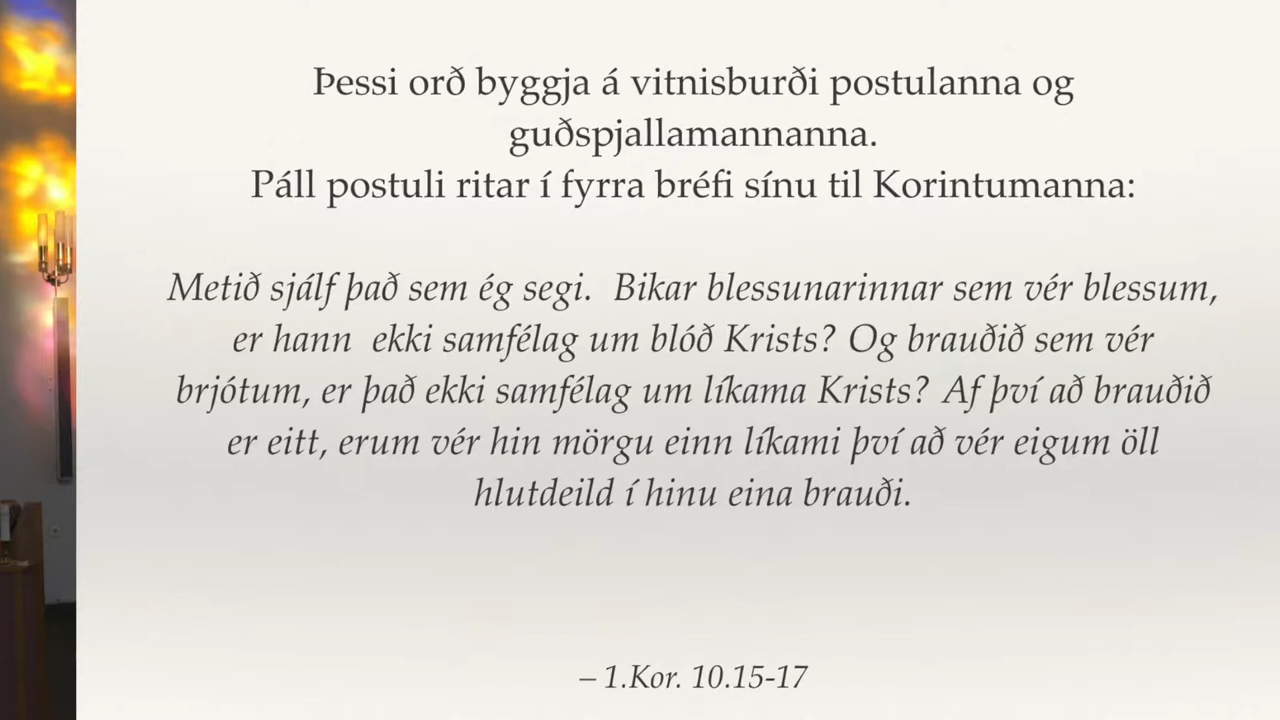 Þessi orð byggja á vitnisburði postulanna og
guðspjallamannanna.
Páll postuli ritar í fyrra bréfi sínu til Korintumanna:
Metið sjálf það sem ég segi.  Bikar blessunarinnar sem vér blessum,
er hann  ekki samfélag um blóð Krists? Og brauðið sem vér
brjótum, er það ekki samfélag um líkama Krists? Af því að brauðið
er eitt, erum vér hin mörgu einn líkami því að vér eigum öll
hlutdeild í hinu eina brauði.
– 1.Kor. 10.15-17